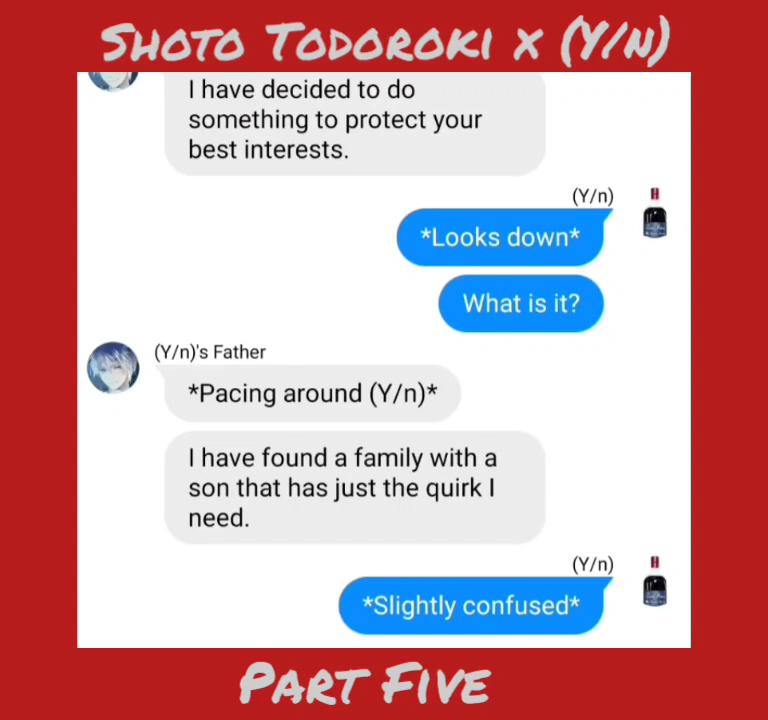 Shoto Todoroki x (Y/N)
I have decided to do
something to protect your
best interests.
(Y/n)
*Looks down*
What is it?
(Y/n)'s Father
*Pacing around (Y/n)*
I have found a family with a
son that has just the quirk I
need.
(Y/n)
*Slightly confused*
Part Five